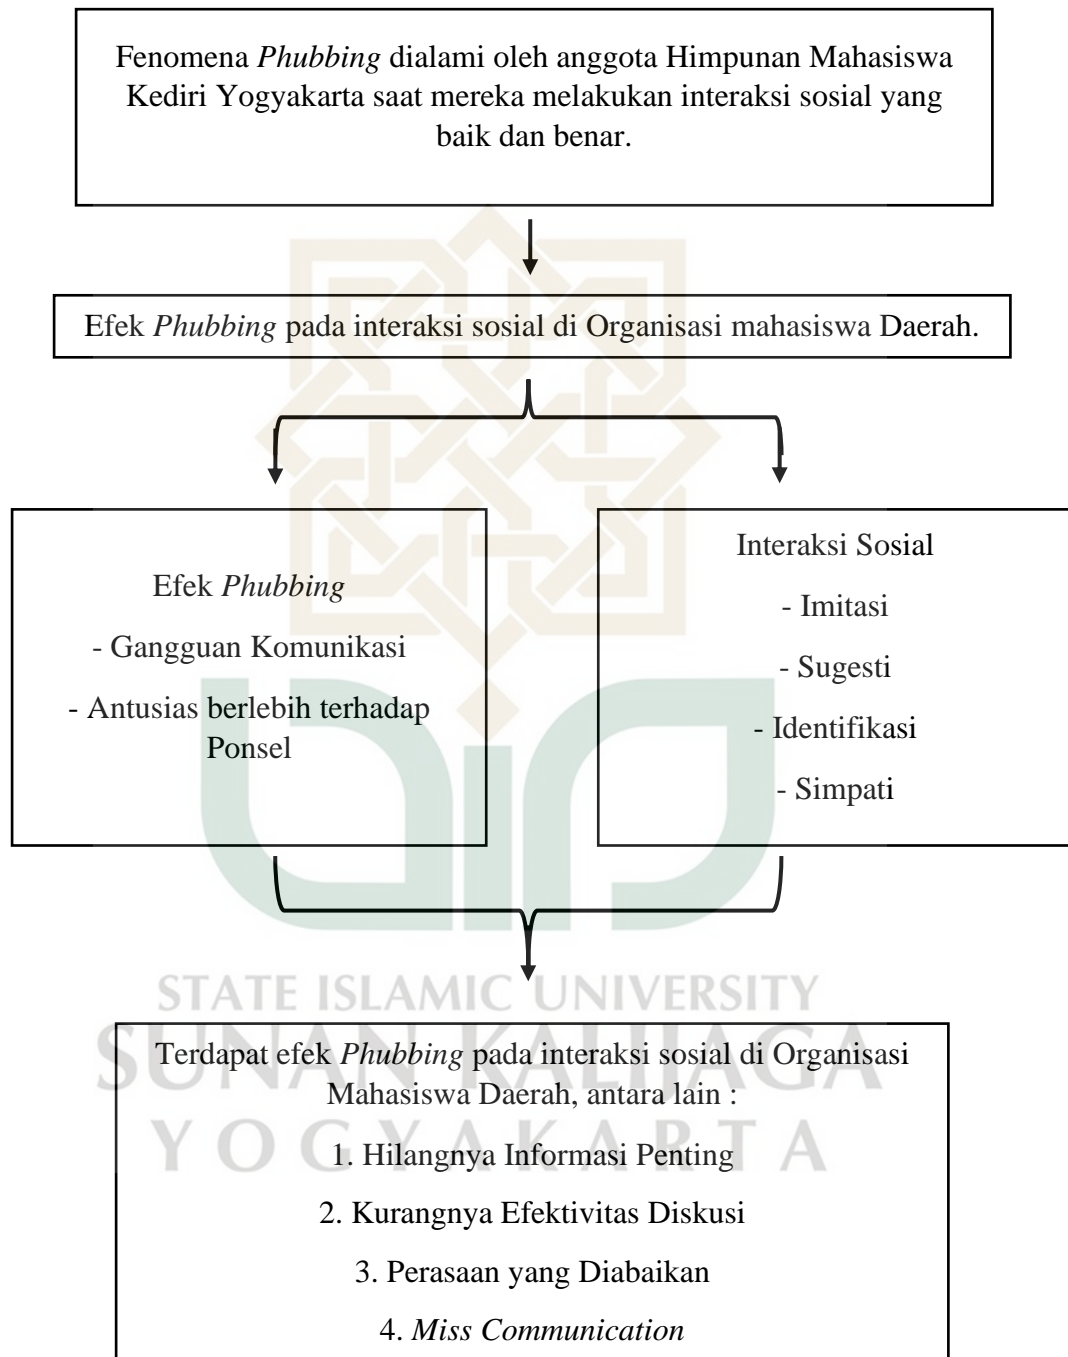 Fenomena Phubbing dialami oleh anggota Himpunan Mahasiswa
Kediri Yogyakarta saat mereka melakukan interaksi sosial yang
baik dan benar.
Efek Phubbing pada interaksi sosial di Organisasi mahasiswa Daerah.
Efek Phubbing
- Gangguan Komunikasi
- Antusias berlebih terhadap
Ponsel
Interaksi Sosial
- Imitasi
- Sugesti
- Identifikasi
- Simpati
STATE ISLAMIC UNIVERSITY
SUNAN KALIJAGA
YOGYAKARTA
Terdapat efek Phubbing pada interaksi sosial di Organisasi
Mahasiswa Daerah, antara lain :
1. Hilangnya Informasi Penting
2. Kurangnya Efektivitas Diskusi
3. Perasaan yang Diabaikan
4. Miss Communication